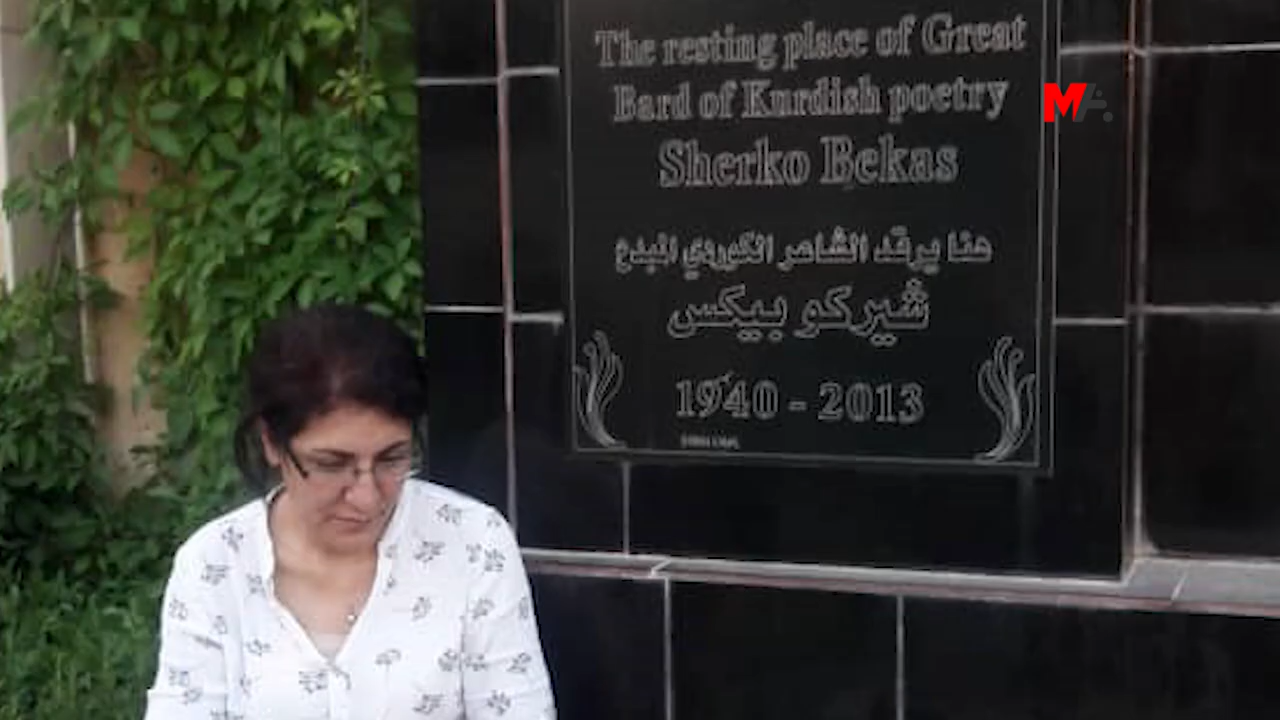 The resting place of Great
Bard of Kurdish poetry
Sherko Bekas
هنا يرقد الشاعر الكوردي المبدع
شيركو بيكس
1940 - 2013
MA.